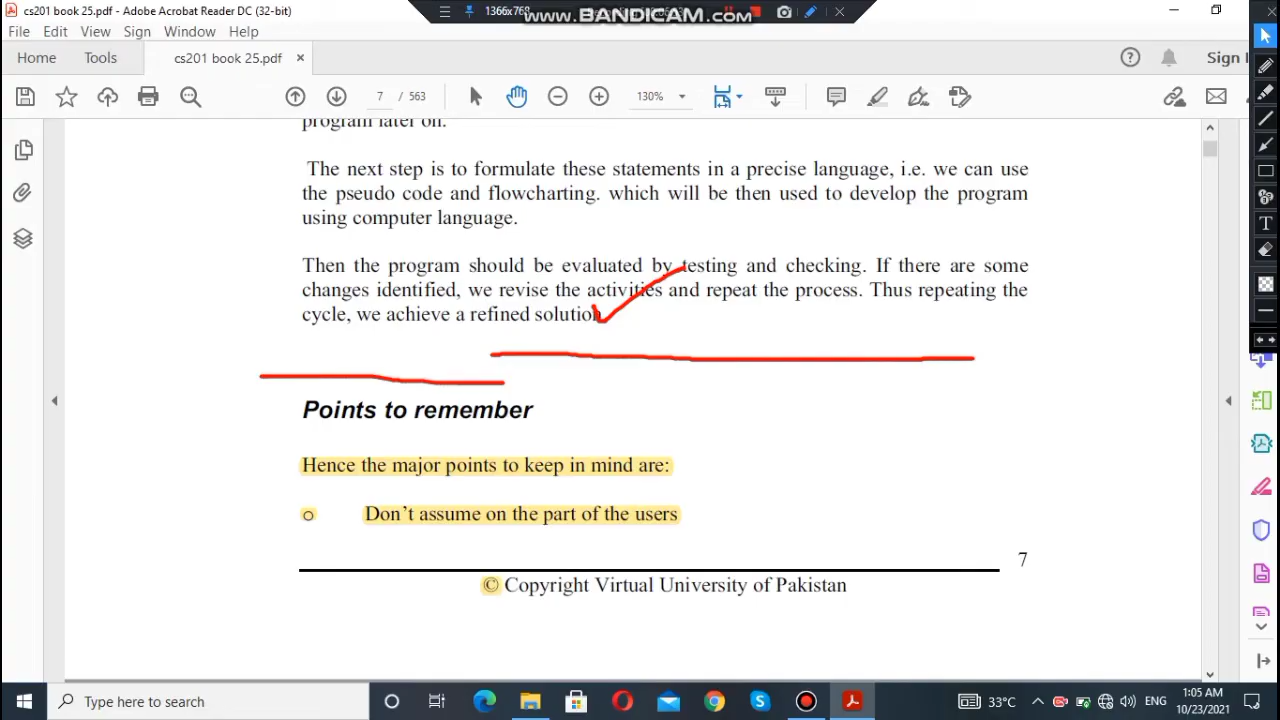 cs201 book 25.pdf - Adobe Acrobat Reader DC (32-bit)
1366x768
www.BANDICAM.com
File Edit View Sign Window Help
Home Tools cs201 book 25.pdf
Sign I
7 / 563
130%
program later on.
The next step is to formulate these statements in a precise language, i.e. we can use
the pseudo code and flowcharting. which will be then used to develop the program
using computer language.
Then the program should be evaluated by testing and checking. If there are some
changes identified, we revise the activities and repeat the process. Thus repeating the
cycle, we achieve a refined solution
Points to remember
Hence the major points to keep in mind are:
o Don't assume on the part of the users
7
© Copyright Virtual University of Pakistan
Type here to search
33°C
ENG
1:05 AM
10/23/2021